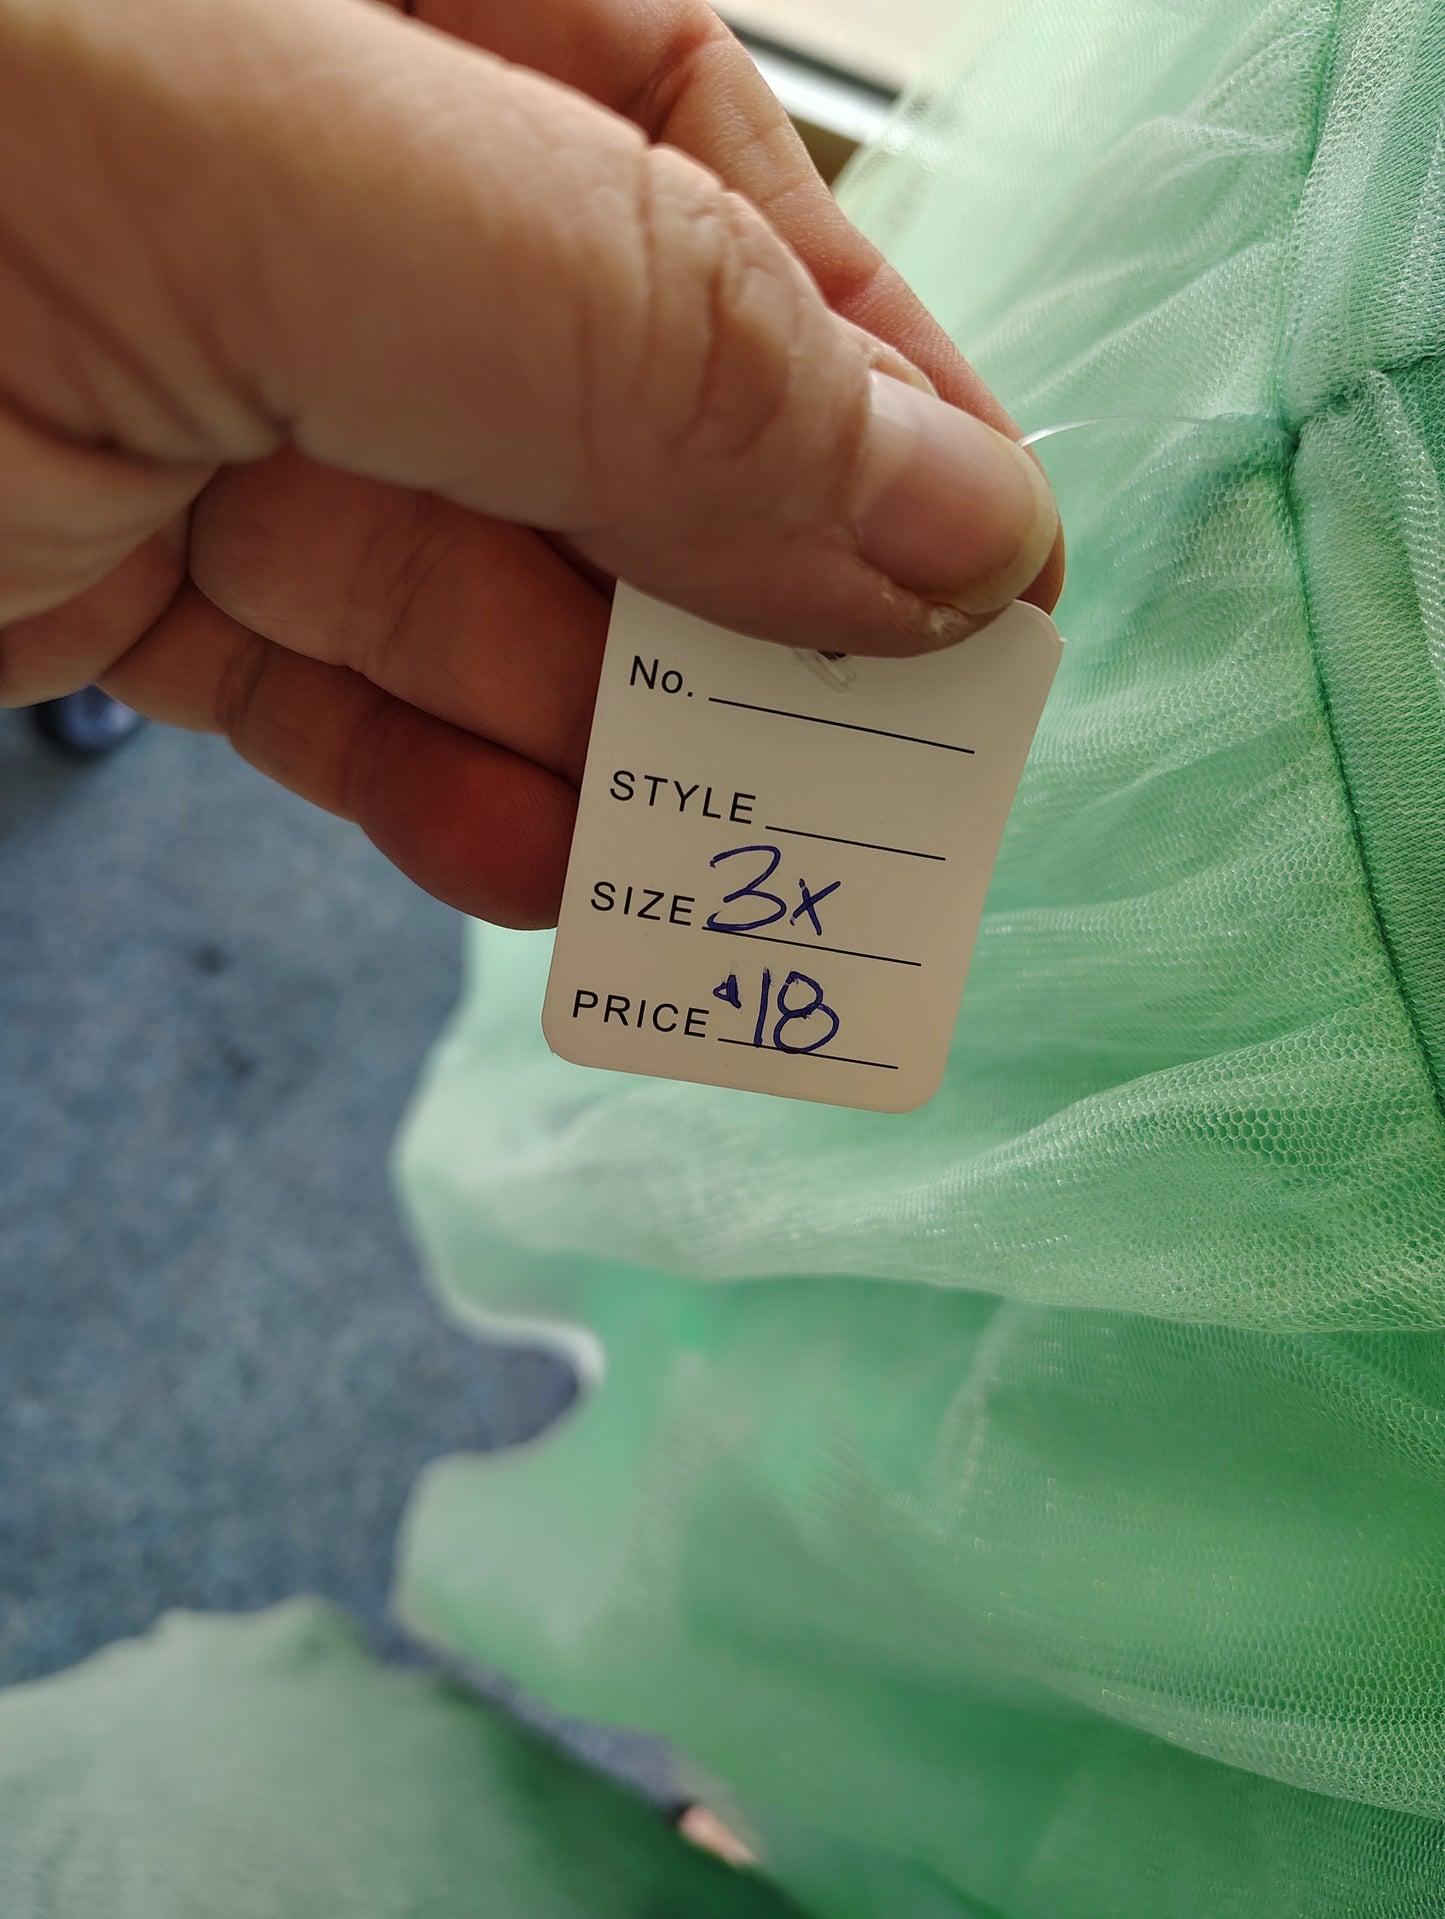 No.
STYLE
SIZE 3x
PRICE $18